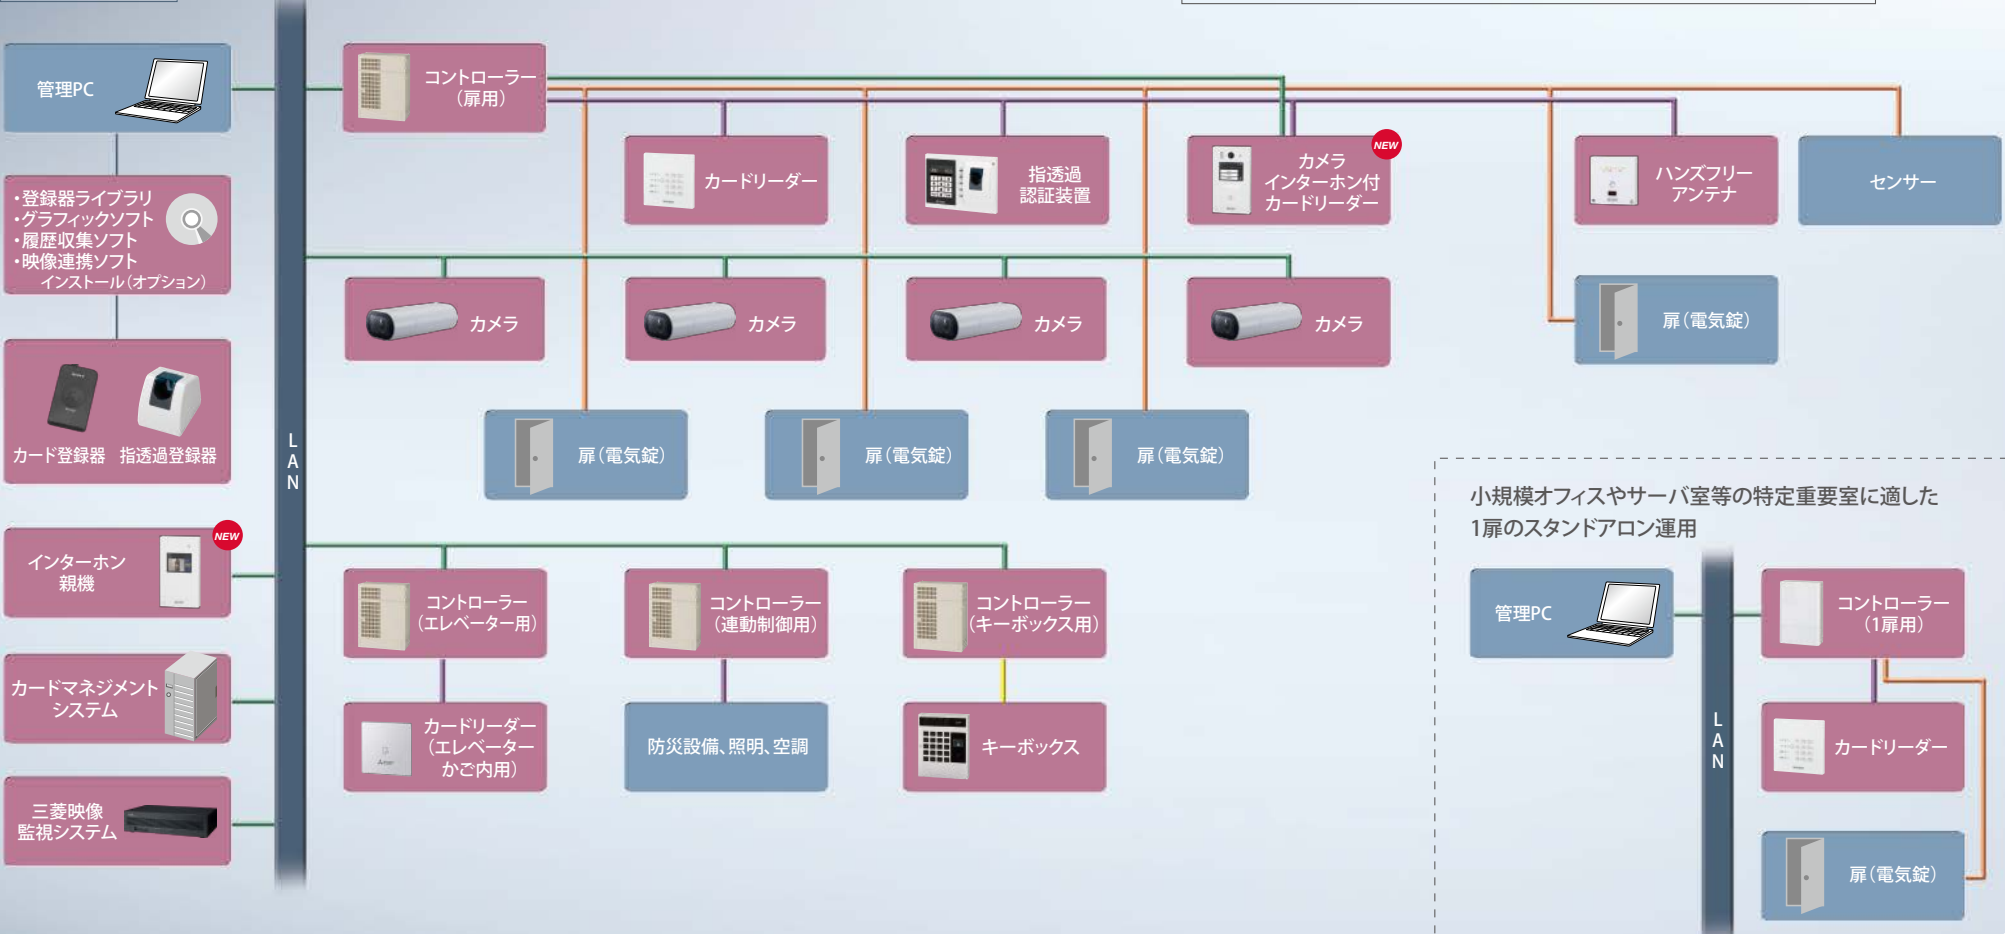 管理PC
・登録器ライブラリ
・グラフィックソフト
・履歴収集ソフト
・映像連携ソフト
インストール(オプション)
カード登録器
指透過登録器
インターホン
親機
NEW
カードマネジメント
システム
三菱映像
監視システム
LAN
コントローラー
(扉用)
カードリーダー
指透過
認証装置
カメラ
インターホン付
カードリーダー
NEW
ハンズフリー
アンテナ
センサー
カメラ
カメラ
カメラ
カメラ
扉(電気錠)
扉(電気錠)
扉(電気錠)
扉(電気錠)
コントローラー
(エレベーター用)
コントローラー
(連動制御用)
コントローラー
(キーボックス用)
カードリーダー
(エレベーター
かご内用)
防災設備、照明、空調
キーボックス
小規模オフィスやサーバ室等の特定重要室に適した
1扉のスタンドアロン運用
管理PC
LAN
コントローラー
(1扉用)
カードリーダー
扉(電気錠)